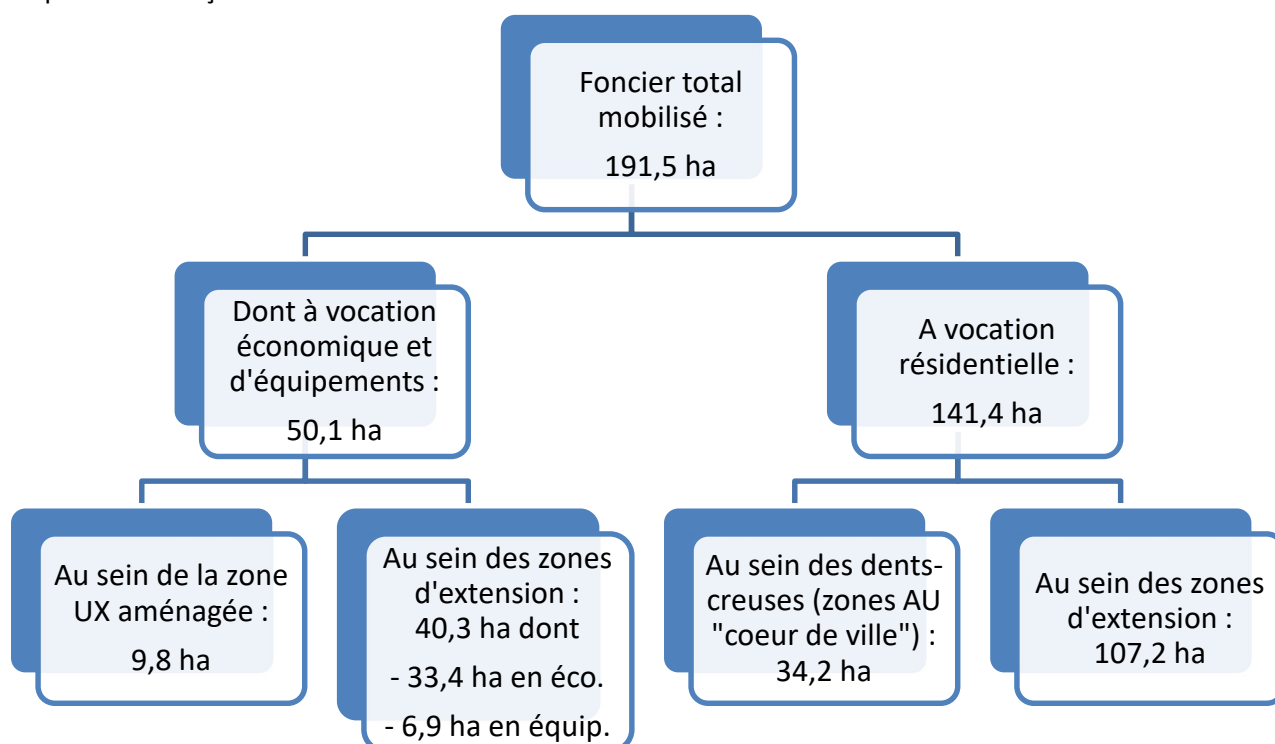 Foncier total
mobilisé :
191,5 ha
Dont à vocation
économique et
d'équipements :
50,1 ha
A vocation
résidentielle :
141,4 ha
Au sein de la zone
UX aménagée :
9,8 ha
Au sein des zones
d'extension :
40,3 ha dont
- 33,4 ha en éco.
- 6,9 ha en équip.
Au sein des dents-
creuses (zones AU
"coeur de ville") :
34,2 ha
Au sein des zones
d'extension :
107,2 ha